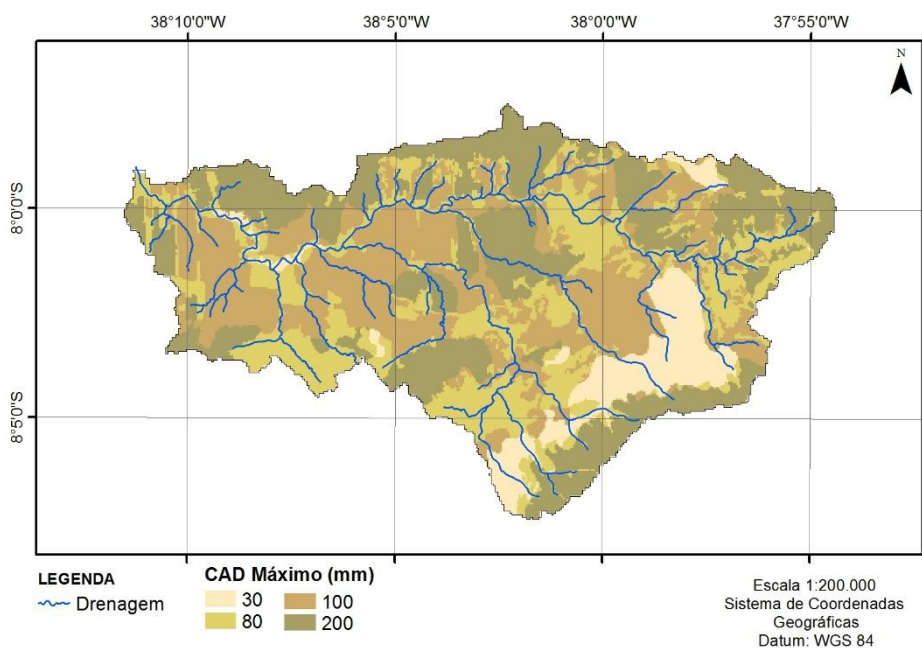 38°10'0"W 38°5'0"W 38°0'0"W 37°55'0"W
N
8°0'0"S
8°5'0"S
LEGENDA
Drenagem
CAD Máximo (mm)
30 100
80 200
Escala 1:200.000
Sistema de Coordenadas
Geográficas
Datum: WGS 84